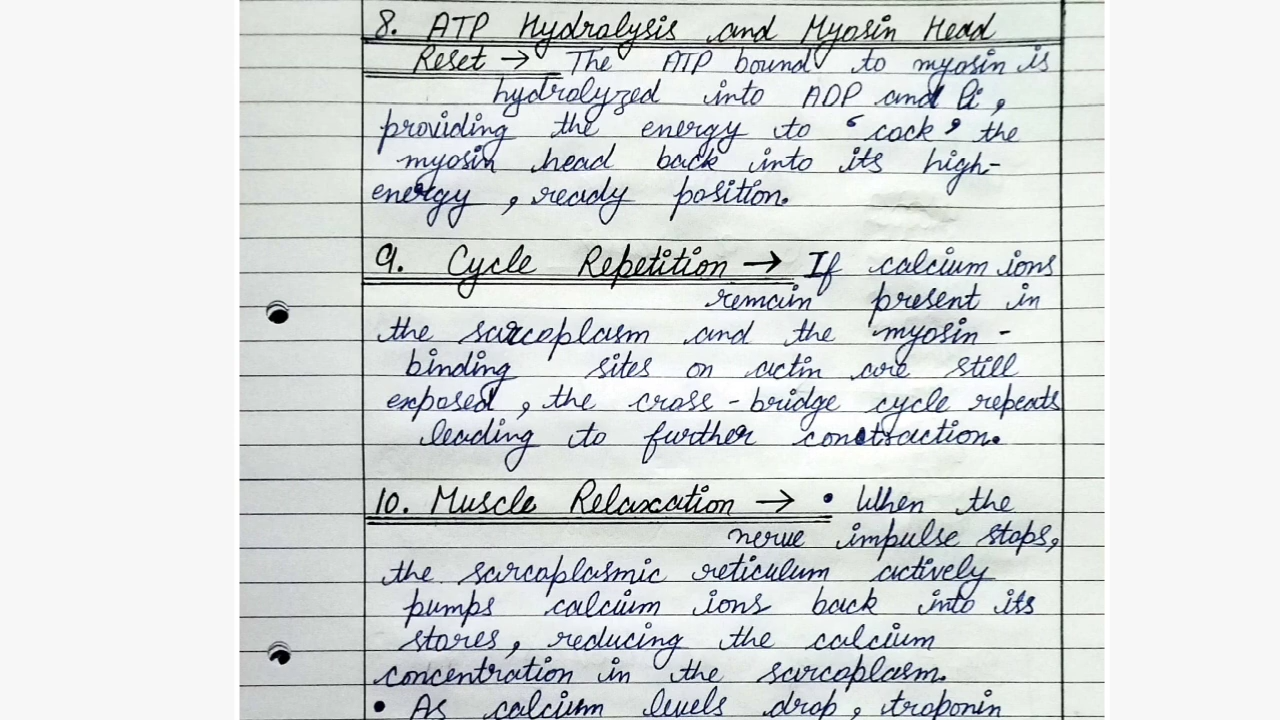 8. ATP Hydrolysis and Myosin Head
Reset → The ATP bound to myosin is
hydrolyzed into ADP and Pi,
providing the energy to ‘cock’ the
myosin head back into its high-
energy, ready position.
9. Cycle Repetition → If calcium ions
remain present in
the sarcoplasm and the myosin-
binding sites on actin are still
exposed, the cross-bridge cycle repeats
leading to further contraction.
10. Muscle Relaxation → • When the
nerve impulse stops,
the sarcoplasmic reticulum actively
pumps calcium ions back into its
stores, reducing the calcium
concentration in the sarcoplasm.
• As calcium levels drop, troponin